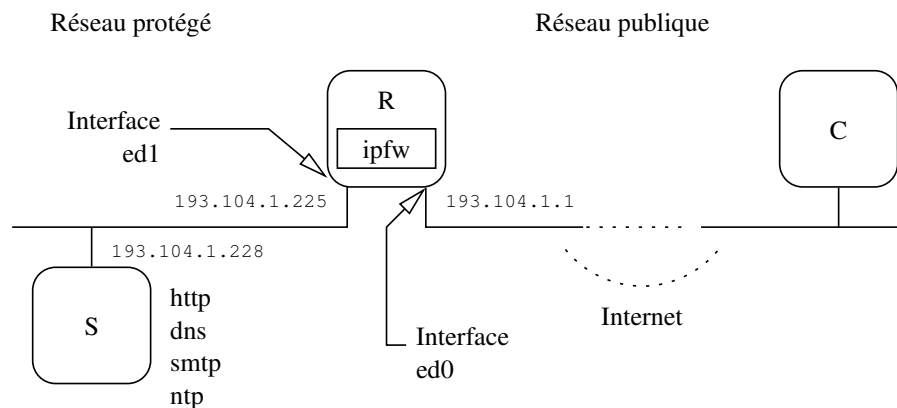 Réseau protégé
Réseau publique
R
ipfw
C
Interface
ed1
193.104.1.225
193.104.1.1
193.104.1.228
S
http
dns
smtp
ntp
Interface
ed0
Internet